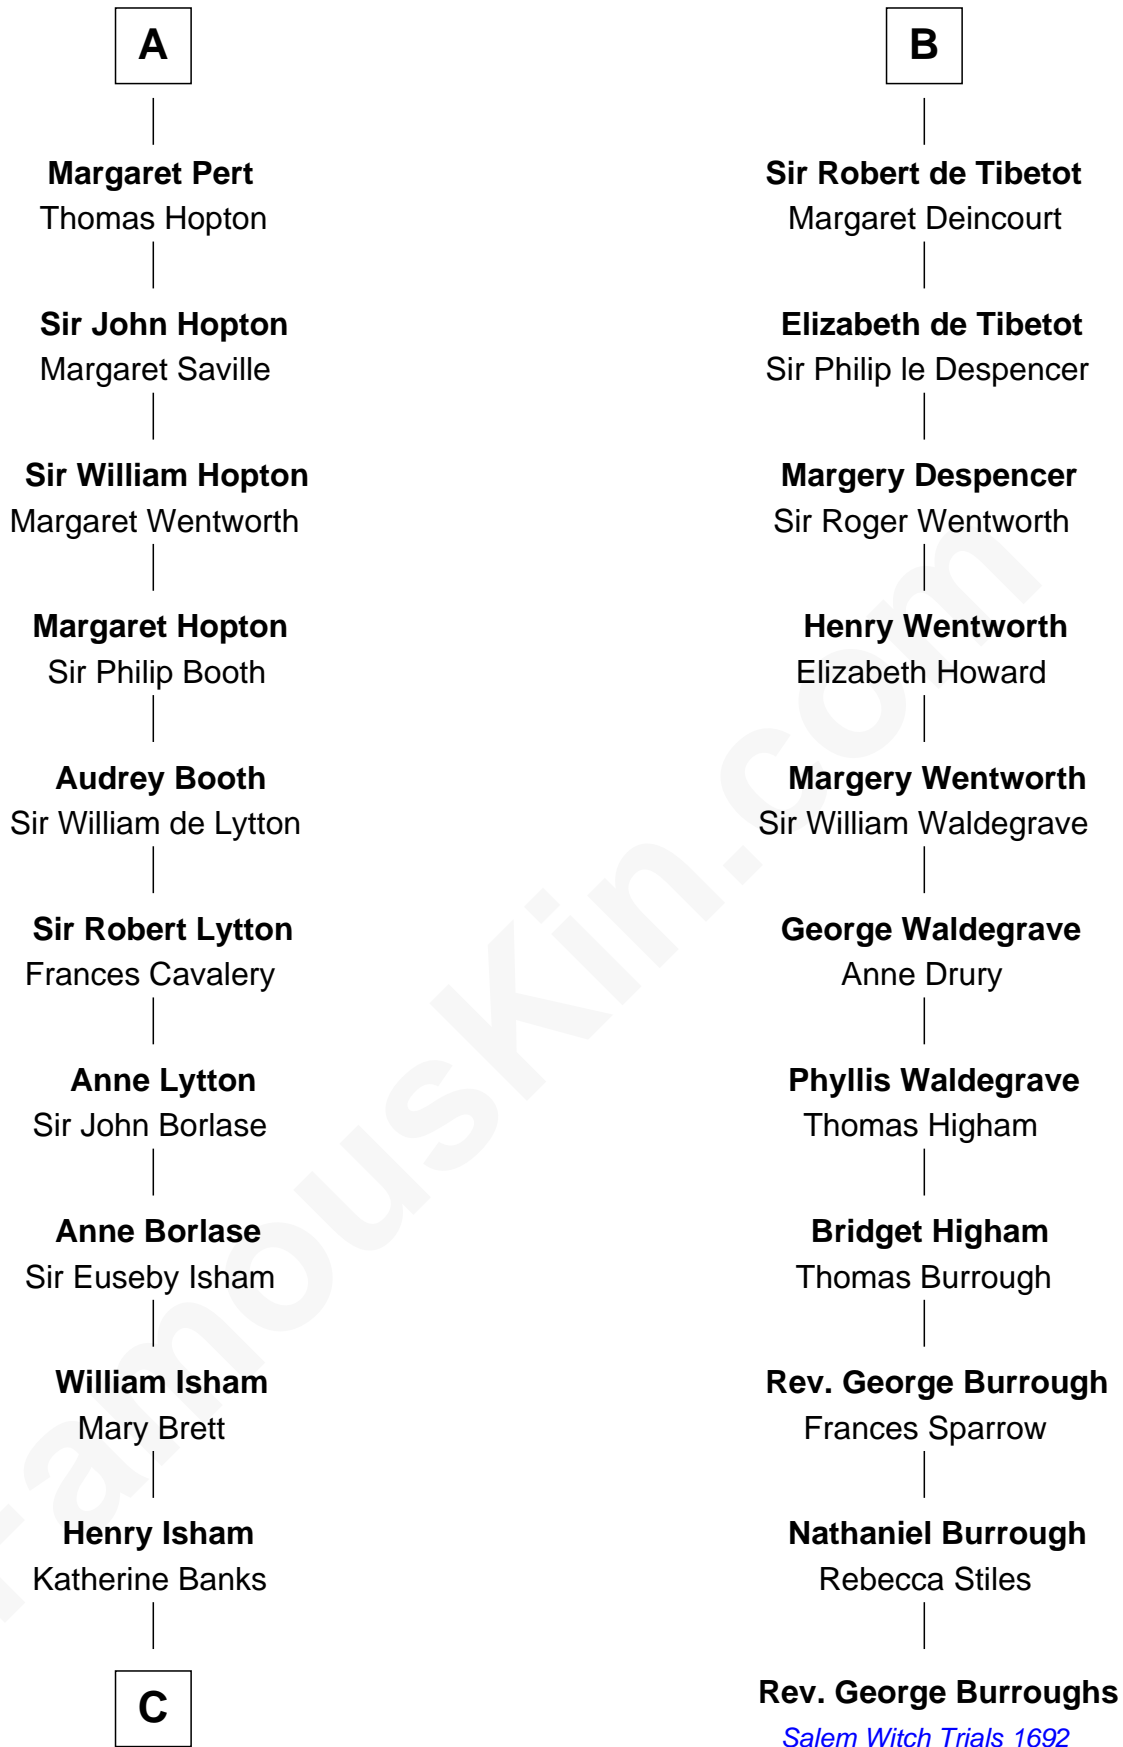 A
Margaret Pert
Thomas Hopton
Sir John Hopton
Margaret Saville
Sir William Hopton
Margaret Wentworth
Margaret Hopton
Sir Philip Booth
Audrey Booth
Sir William de Lytton
Sir Robert Lytton
Frances Cavalery
Anne Lytton
Sir John Borlase
Anne Borlase
Sir Euseby Isham
William Isham
Mary Brett
Henry Isham
Katherine Banks
C
B
Sir Robert de Tibetot
Margaret Deincourt
Elizabeth de Tibetot
Sir Philip le Despencer
Margery Despencer
Sir Roger Wentworth
Henry Wentworth
Elizabeth Howard
Margery Wentworth
Sir William Waldegrave
George Waldegrave
Anne Drury
Phyllis Waldegrave
Thomas Higham
Bridget Higham
Thomas Burrough
Rev. George Burrough
Frances Sparrow
Nathaniel Burrough
Rebecca Stiles
Rev. George Burroughs
Salem Witch Trials 1692
FamousKin.com